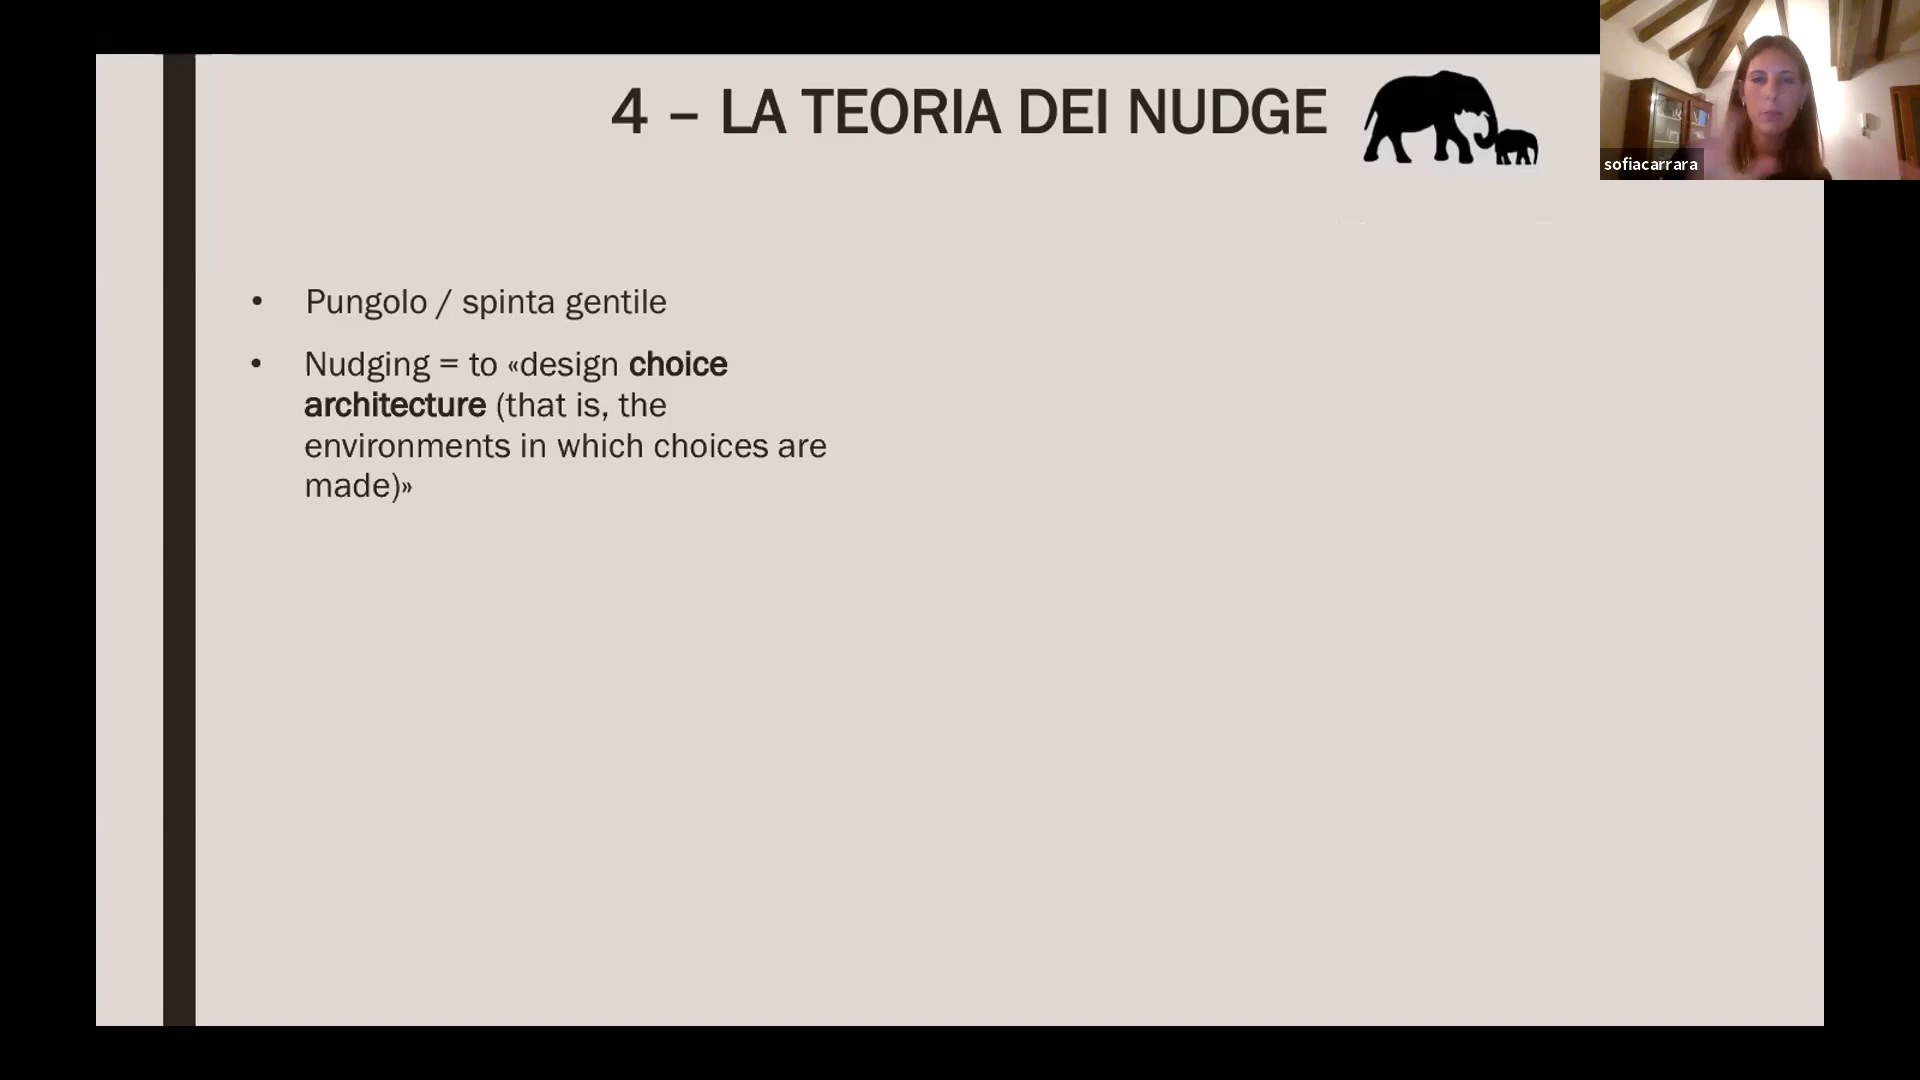 4 – LA TEORIA DEI NUDGE
sofiacarrara
• Pungolo / spinta gentile
• Nudging = to «design choice
architecture (that is, the
environments in which choices are
made)»